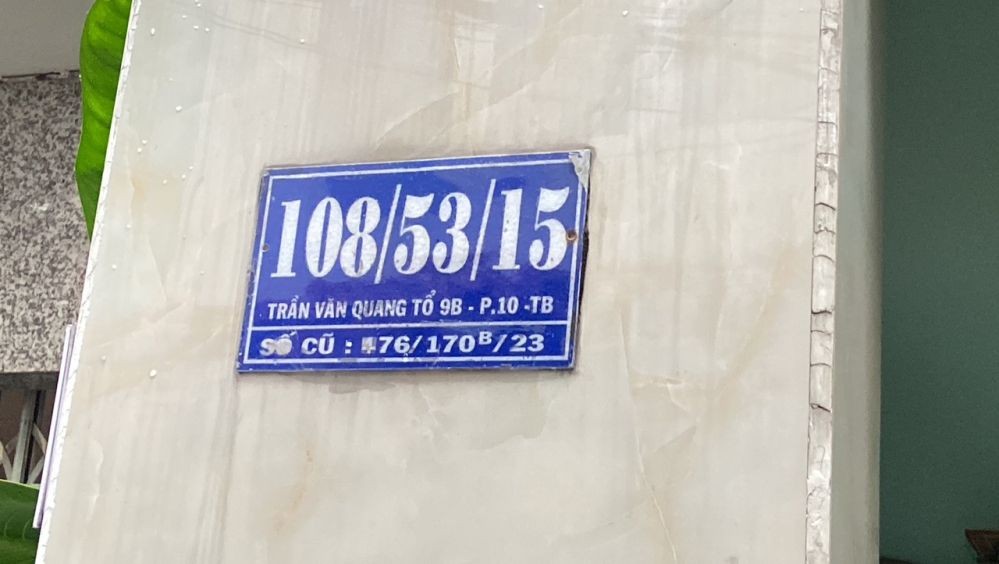 108/53/15
TRẦN VĂN QUANG TỔ 9B - P.10 -TB
SỐ CŨ : 476/170ᴮ/23